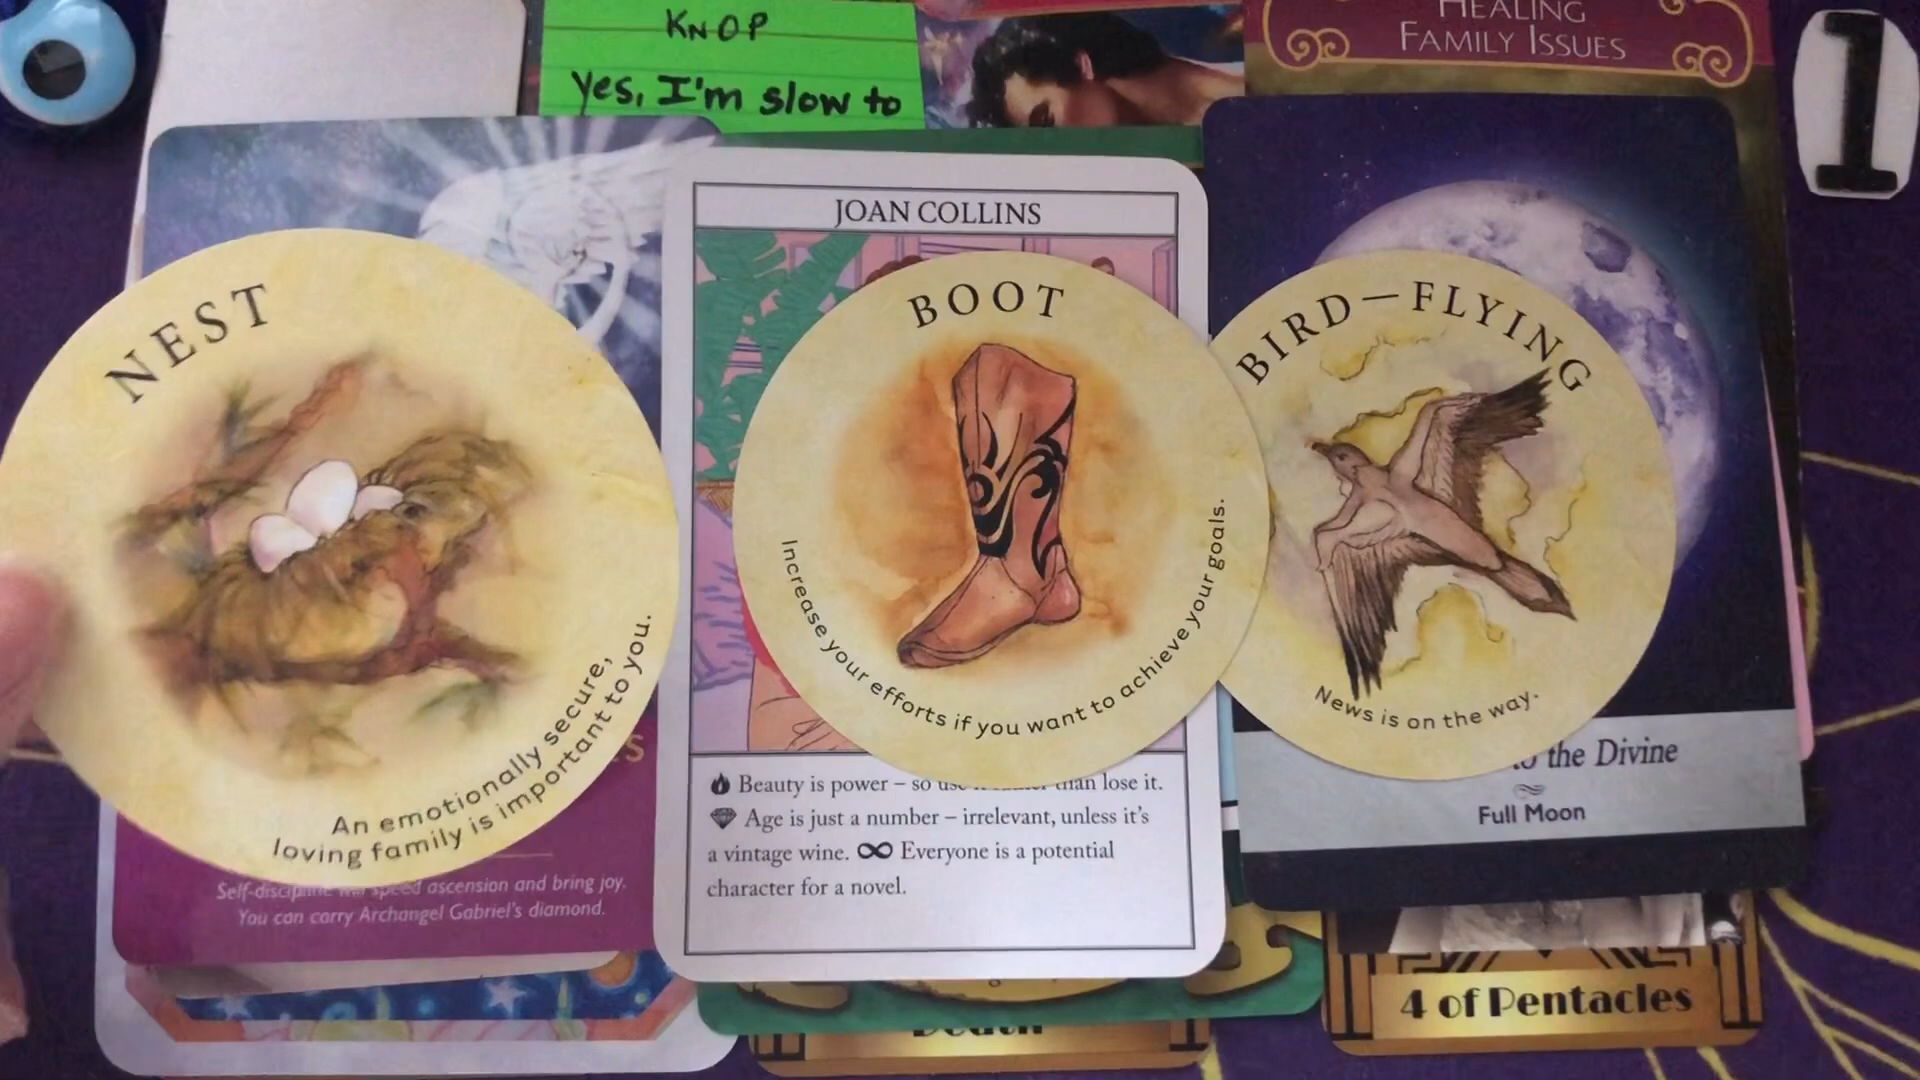 KNOP
yes, I'm slow to
HEALING
FAMILY ISSUES
1
JOAN COLLINS
NEST
An emotionally secure,
loving family is important to you.
BOOT
Increase your efforts if you want to achieve your goals.
BIRD—FLYING
News is on the way.
S
Self-discipline will speed ascension and bring joy.
You can carry Archangel Gabriel's diamond.
Beauty is power – so use than lose it.
Age is just a number – irrelevant, unless it's
a vintage wine. ∞ Everyone is a potential
character for a novel.
to the Divine
Full Moon
Death
4 of Pentacles